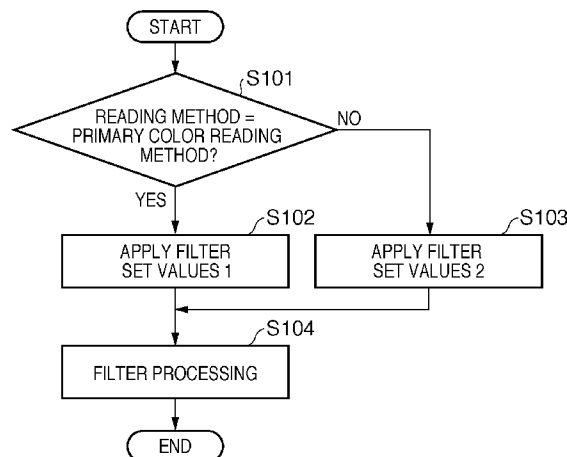 START
S101
READING METHOD =
PRIMARY COLOR READING
METHOD?
NO
YES
S102
APPLY FILTER
SET VALUES 1
S103
APPLY FILTER
SET VALUES 2
S104
FILTER PROCESSING
END